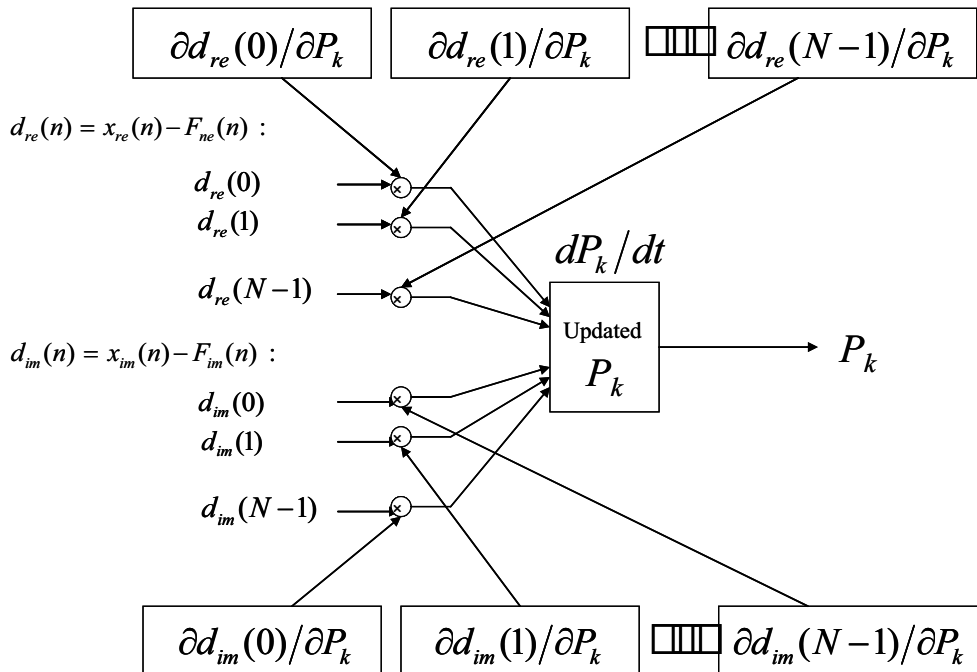 ∂d_re(0)/∂P_k ∂d_re(1)/∂P_k ∂d_re(N−1)/∂P_k
d_re(n) = x_re(n) − F_ne(n) :
d_re(0)
×
d_re(1)
×
dP_k/dt
d_re(N−1)
×
Updated
P_k
P_k
d_im(n) = x_im(n) − F_im(n) :
d_im(0)
×
d_im(1)
×
d_im(N−1)
×
∂d_im(0)/∂P_k ∂d_im(1)/∂P_k ∂d_im(N−1)/∂P_k